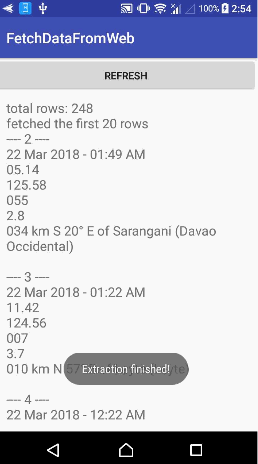 100% 2:54
FetchDataFromWeb
REFRESH
total rows: 248
fetched the first 20 rows
---- 2 ----
22 Mar 2018 - 01:49 AM
05.14
125.58
055
2.8
034 km S 20° E of Sarangani (Davao
Occidental)
---- 3 ----
22 Mar 2018 - 01:22 AM
11.42
124.56
007
3.7
010 km N
Extraction finished!
---- 4 ----
22 Mar 2018 - 12:22 AM